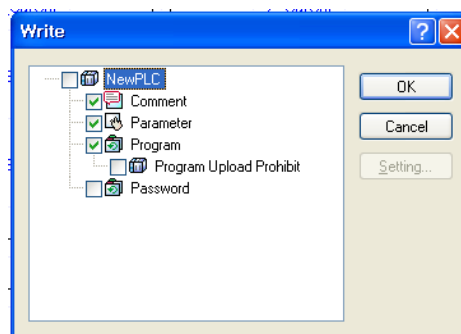 Write
NewPLC
OK
Comment
Parameter
Cancel
Program
Program Upload Prohibit
Setting...
Password